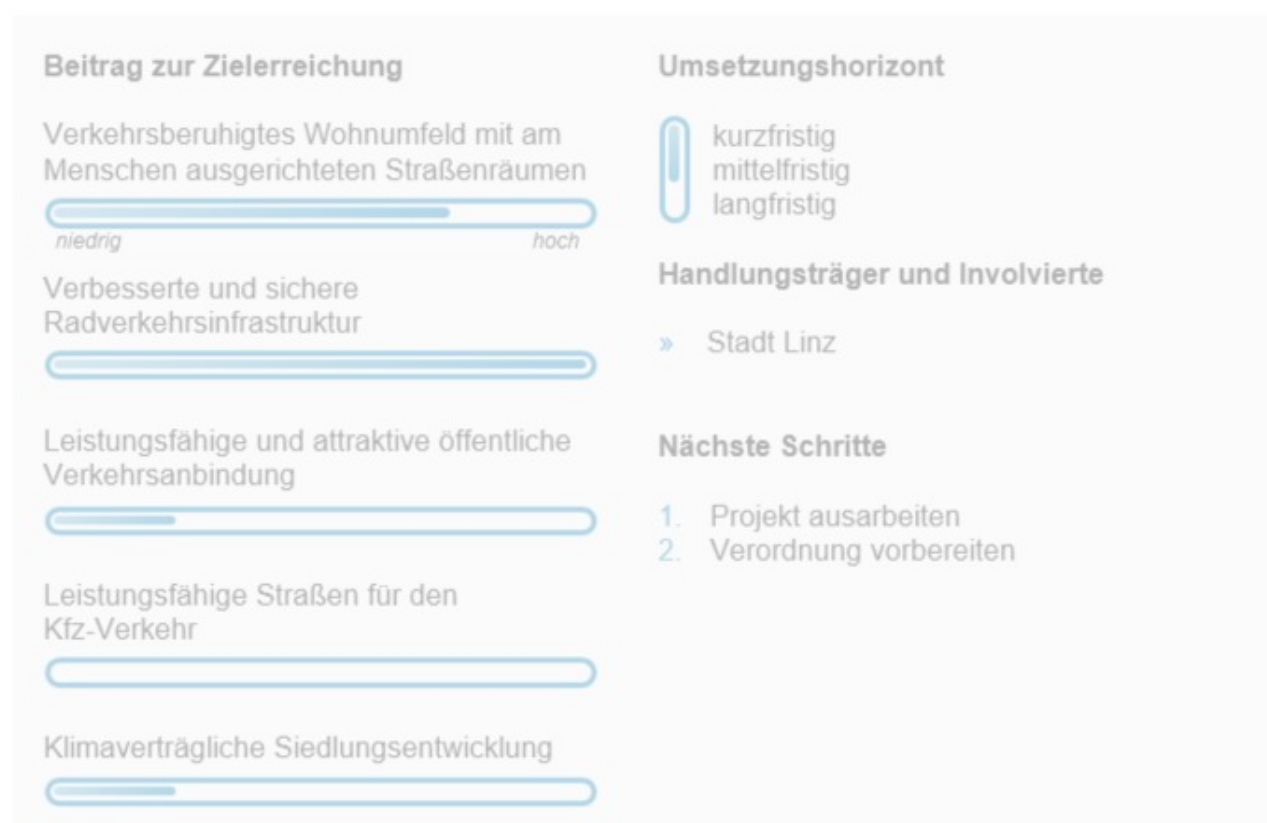 Beitrag zur Zielerreichung
Verkehrsberuhigtes Wohnumfeld mit am
Menschen ausgerichteten Straßenräumen
niedrig hoch
Verbesserte und sichere
Radverkehrsinfrastruktur
Leistungsfähige und attraktive öffentliche
Verkehrsanbindung
Leistungsfähige Straßen für den
Kfz-Verkehr
Klimaverträgliche Siedlungsentwicklung
Umsetzungshorizont
kurzfristig
mittelfristig
langfristig
Handlungsträger und Involvierte
» Stadt Linz
Nächste Schritte
1. Projekt ausarbeiten
2. Verordnung vorbereiten